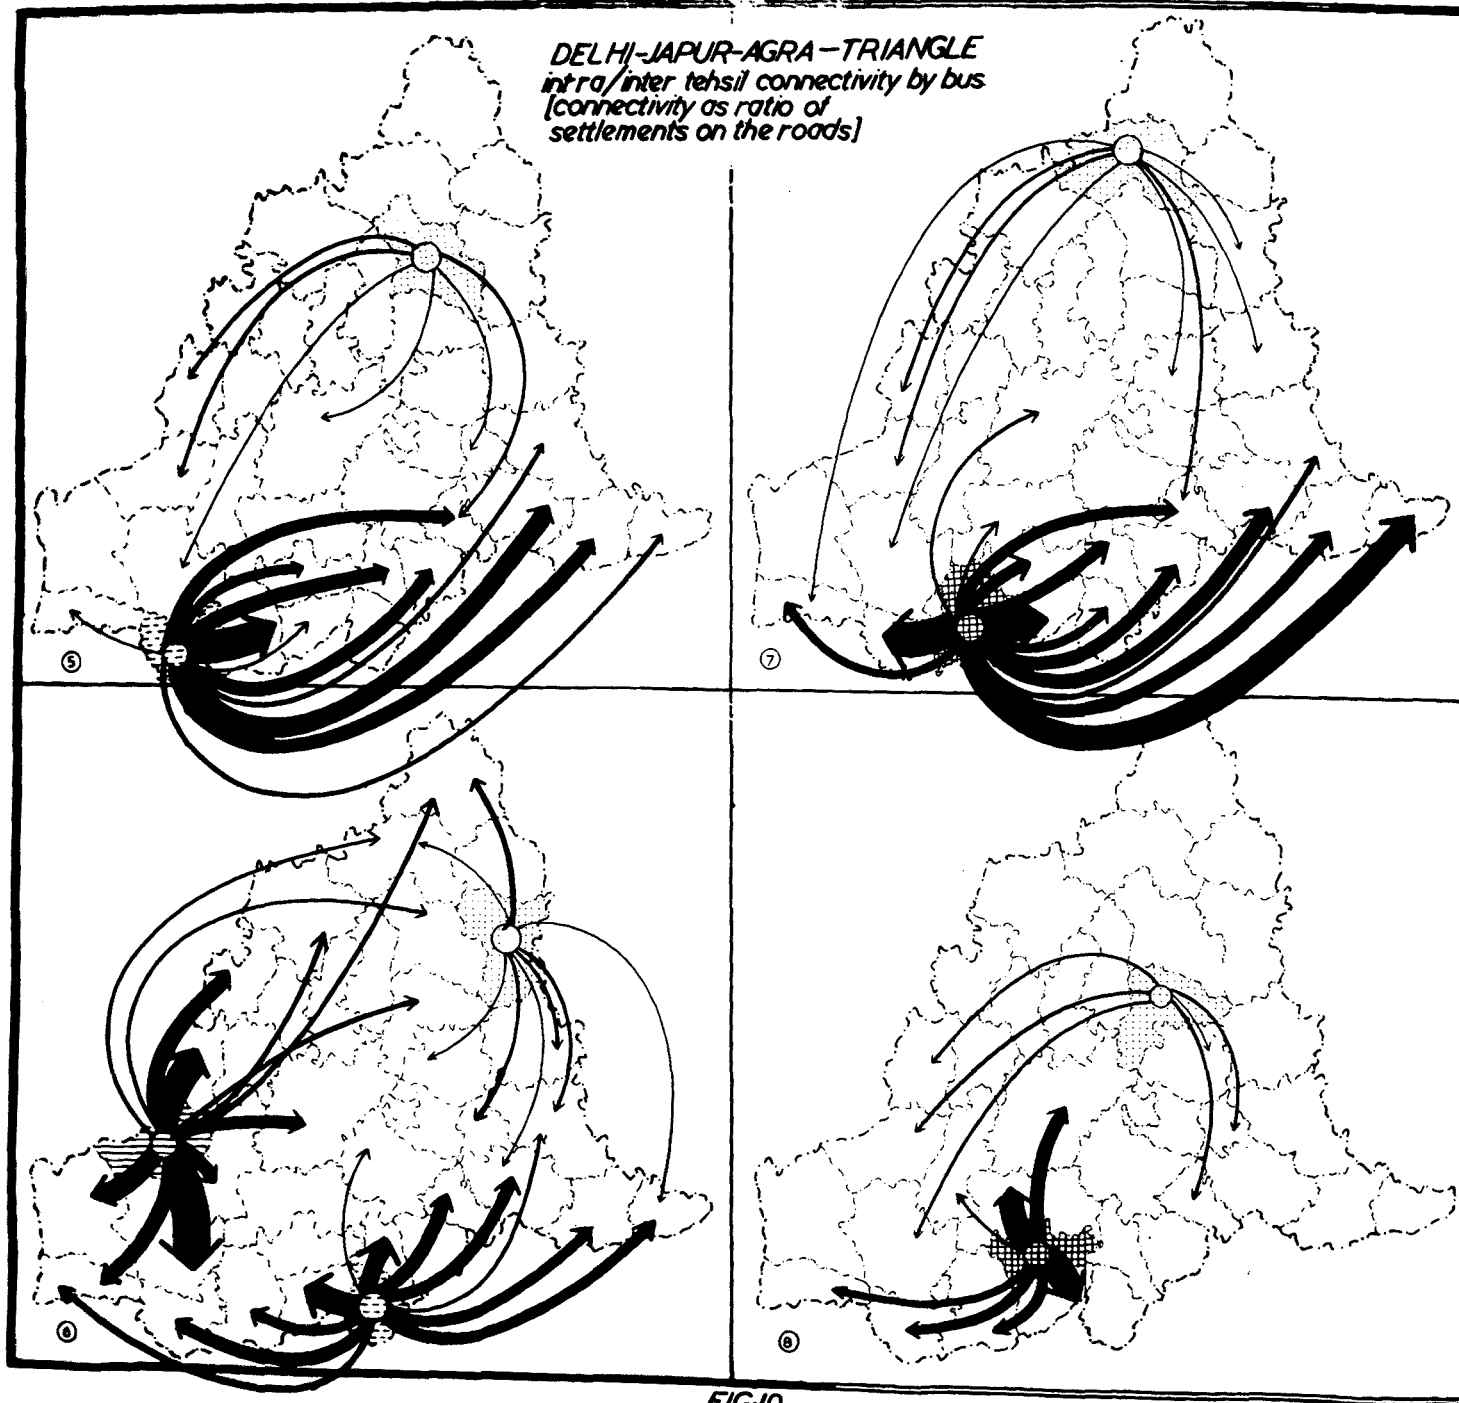 DELHI-JAPUR-AGRA-TRIANGLE
intra/inter tehsil connectivity by bus
[connectivity as ratio of
settlements on the roads]
5
7
6
8
FIG.10